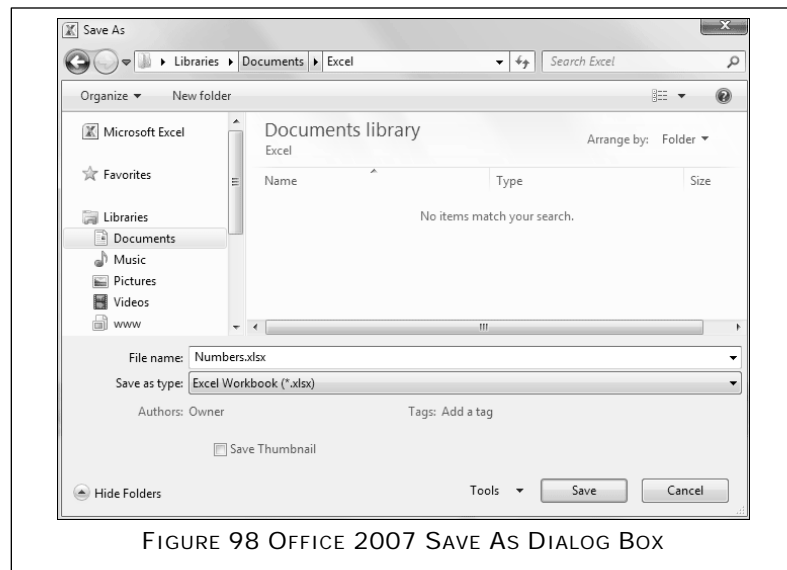 Save As
Libraries Documents Excel Search Excel
Organize New folder
Microsoft Excel
Favorites
Libraries
Documents
Music
Pictures
Videos
www
Documents library
Excel
Arrange by: Folder
Name Type Size
No items match your search.
File name: Numbers.xlsx
Save as type: Excel Workbook (*.xlsx)
Authors: Owner Tags: Add a tag
Save Thumbnail
Hide Folders Tools Save Cancel
FIGURE 98 OFFICE 2007 SAVE AS DIALOG BOX